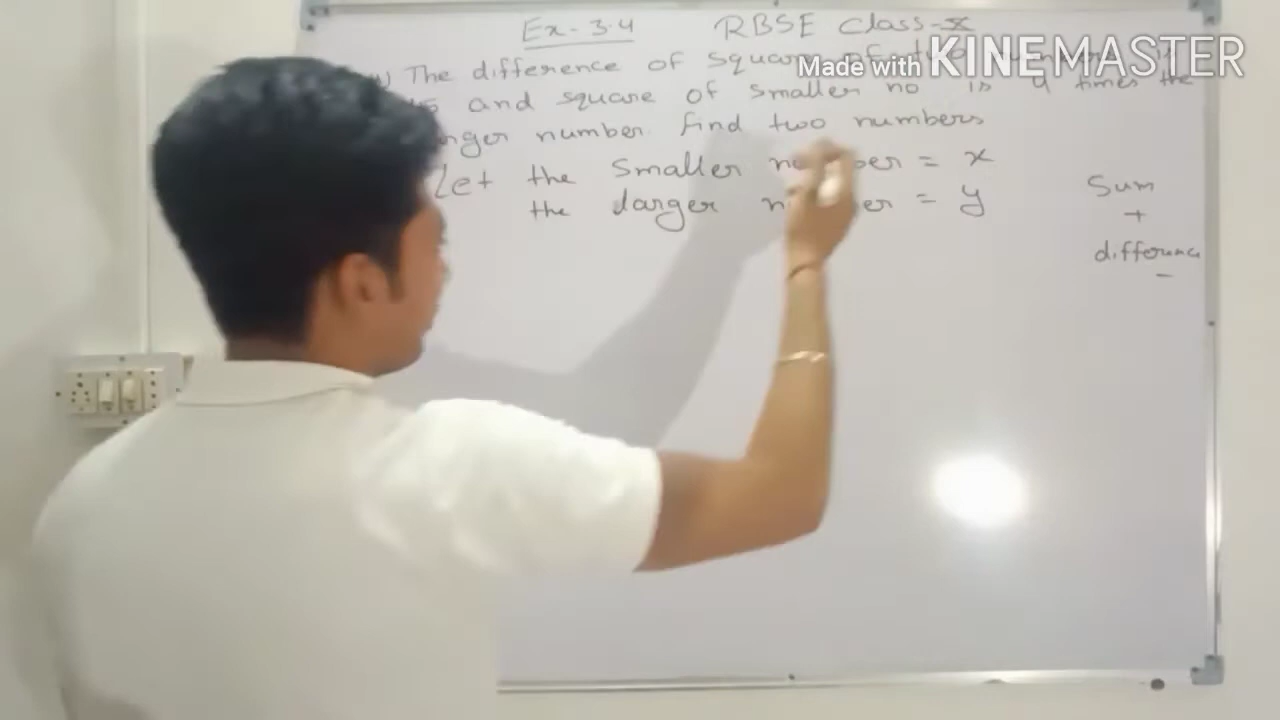 Ex-3.4 RBSE Class-X
The difference of square
and square of smaller no is 4 times the
number. find two numbers
Let the Smaller = x
the larger = y
Sum
+
difference
-
Made with KINEMASTER